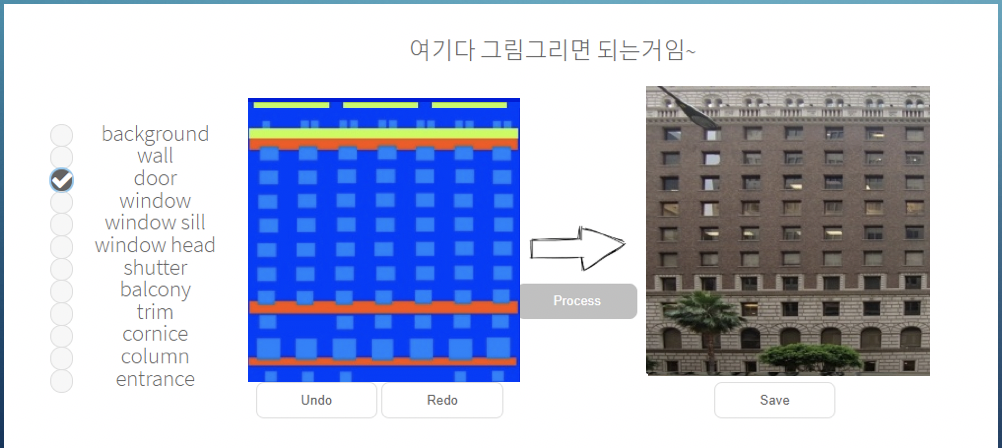 여기다 그림그리면 되는거임~
background
wall
door
window
window sill
window head
shutter
balcony
trim
cornice
column
entrance
Process
Undo
Redo
Save